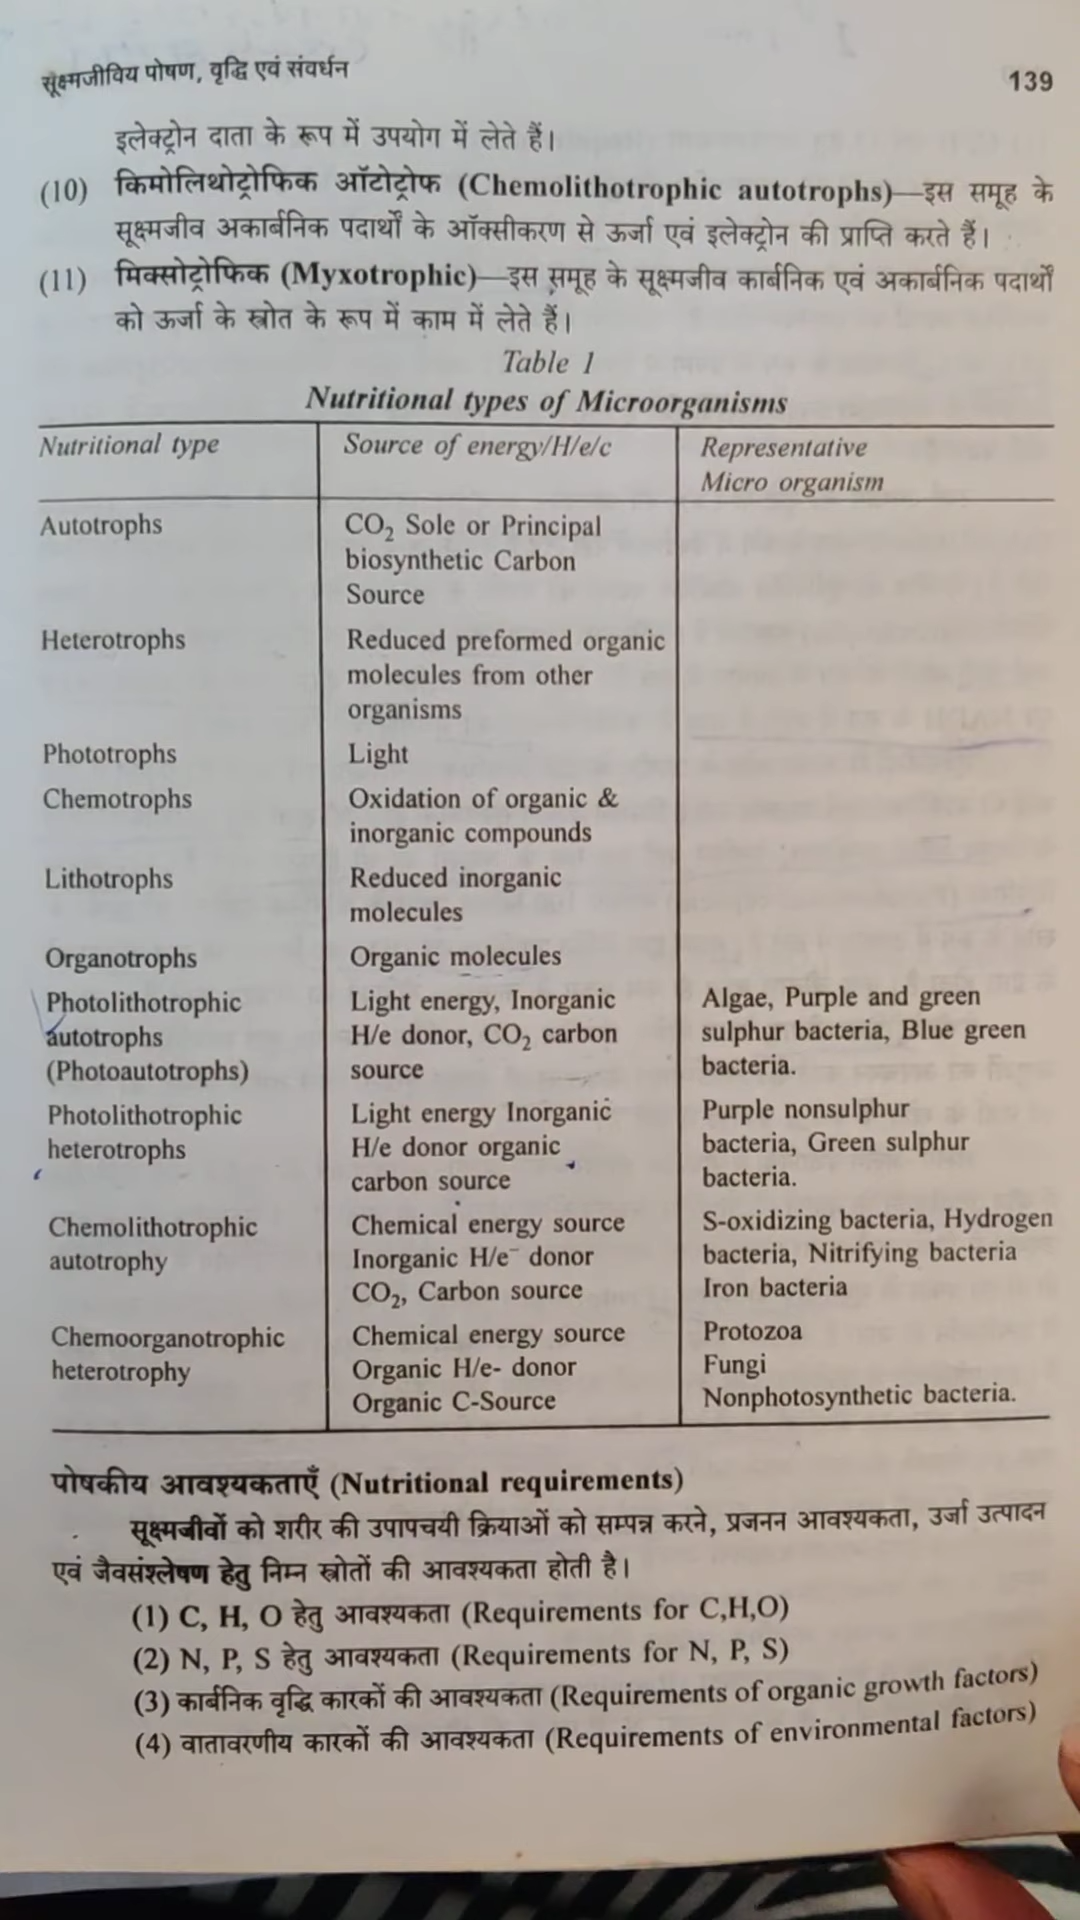 सूक्ष्मजीविय पोषण, वृद्धि एवं संवर्धन
139
इलेक्ट्रोन दाता के रूप में उपयोग में लेते हैं।
(10) किमोलिथोट्रोफिक ऑटोट्रोफ (Chemolithotrophic autotrophs)—इस समूह के
सूक्ष्मजीव अकार्बनिक पदार्थों के ऑक्सीकरण से ऊर्जा एवं इलेक्ट्रोन की प्राप्ति करते हैं।
(11) मिक्सोट्रोफिक (Myxotrophic)—इस समूह के सूक्ष्मजीव कार्बनिक एवं अकार्बनिक पदार्थों
को ऊर्जा के स्त्रोत के रूप में काम में लेते हैं।
Table 1
Nutritional types of Microorganisms
Nutritional type Source of energy/H/e/c Representative
Micro organism
Autotrophs CO₂ Sole or Principal
biosynthetic Carbon
Source
Heterotrophs Reduced preformed organic
molecules from other
organisms
Phototrophs Light
Chemotrophs Oxidation of organic &
inorganic compounds
Lithotrophs Reduced inorganic
molecules
Organotrophs Organic molecules
Photolithotrophic Light energy, Inorganic Algae, Purple and green
autotrophs H/e donor, CO₂ carbon sulphur bacteria, Blue green
(Photoautotrophs) source bacteria.
Photolithotrophic Light energy Inorganic Purple nonsulphur
heterotrophs H/e donor organic bacteria, Green sulphur
carbon source bacteria.
Chemolithotrophic Chemical energy source S-oxidizing bacteria, Hydrogen
autotrophy Inorganic H/e⁻ donor bacteria, Nitrifying bacteria
CO₂, Carbon source Iron bacteria
Chemoorganotrophic Chemical energy source Protozoa
heterotrophy Organic H/e- donor Fungi
Organic C-Source Nonphotosynthetic bacteria.
पोषकीय आवश्यकताएँ (Nutritional requirements)
सूक्ष्मजीवों को शरीर की उपापचयी क्रियाओं को सम्पन्न करने, प्रजनन आवश्यकता, उर्जा उत्पादन
एवं जैवसंश्लेषण हेतु निम्न स्त्रोतों की आवश्यकता होती है।
(1) C, H, O हेतु आवश्यकता (Requirements for C,H,O)
(2) N, P, S हेतु आवश्यकता (Requirements for N, P, S)
(3) कार्बनिक वृद्धि कारकों की आवश्यकता (Requirements of organic growth factors)
(4) वातावरणीय कारकों की आवश्यकता (Requirements of environmental factors)